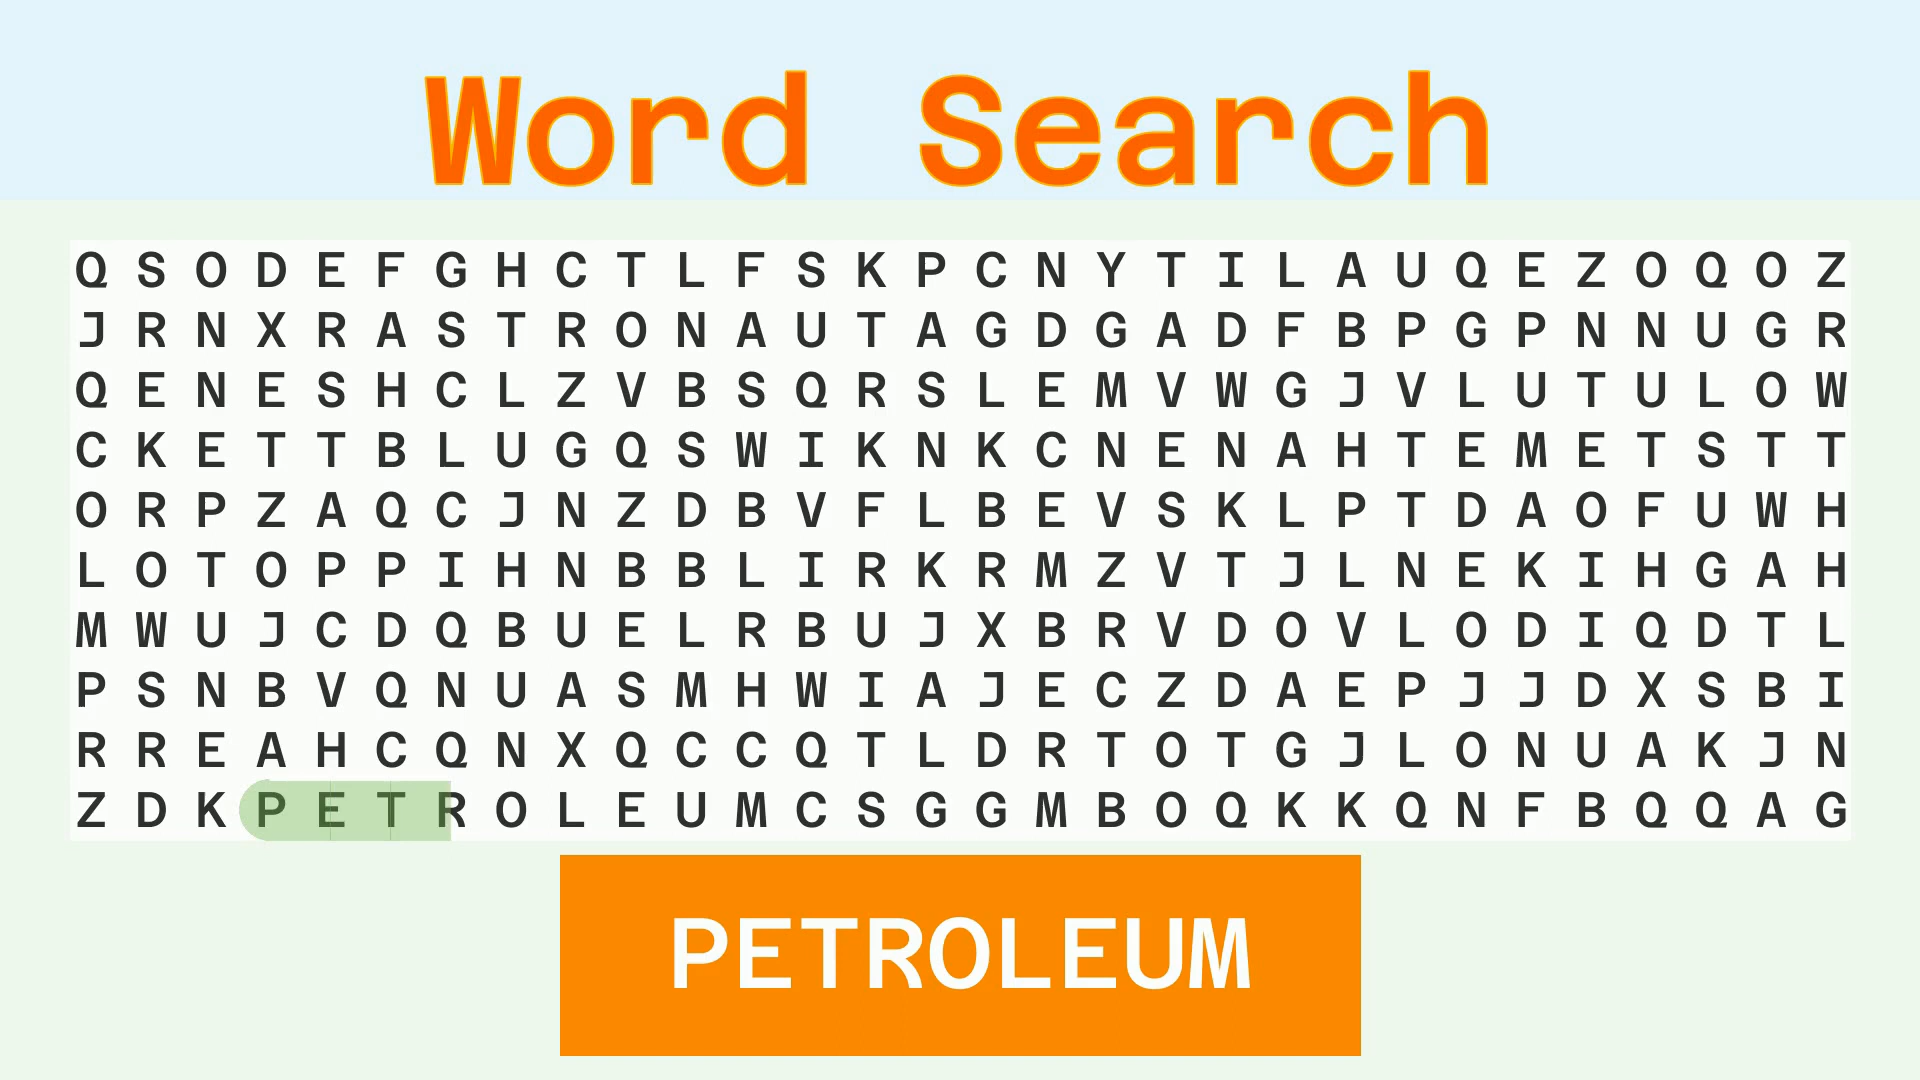 Word Search
Q S O D E F G H C T L F S K P C N Y T I L A U Q E Z O Q O Z
J R N X R A S T R O N A U T A G D G A D F B P G P N N U G R
Q E N E S H C L Z V B S Q R S L E M V W G J V L U T U L O W
C K E T T B L U G Q S W I K N K C N E N A H T E M E T S T T
O R P Z A Q C J N Z D B V F L B E V S K L P T D A O F U W H
L O T O P P I H N B B L I R K R M Z V T J L N E K I H G A H
M W U J C D Q B U E L R B U J X B R V D O V L O D I Q D T L
P S N B V Q N U A S M H W I A J E C Z D A E P J J D X S B I
R R E A H C Q N X Q C C Q T L D R T O T G J L O N U A K J N
Z D K P E T R O L E U M C S G G M B O Q K K Q N F B Q Q A G
PETROLEUM